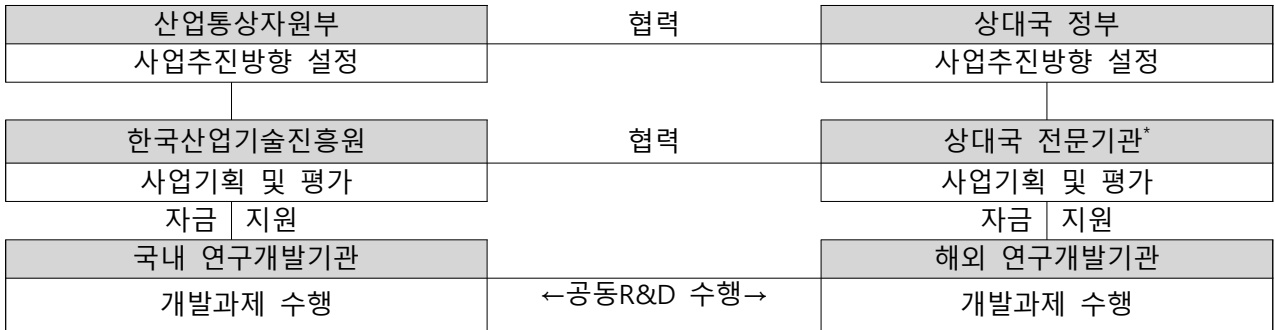 산업통상자원부 협력 상대국 정부
사업추진방향 설정 사업추진방향 설정
한국산업기술진흥원 협력 상대국 전문기관*
사업기획 및 평가 사업기획 및 평가
자금 지원 자금 지원
국내 연구개발기관 해외 연구개발기관
개발과제 수행 ←공동R&D 수행→ 개발과제 수행